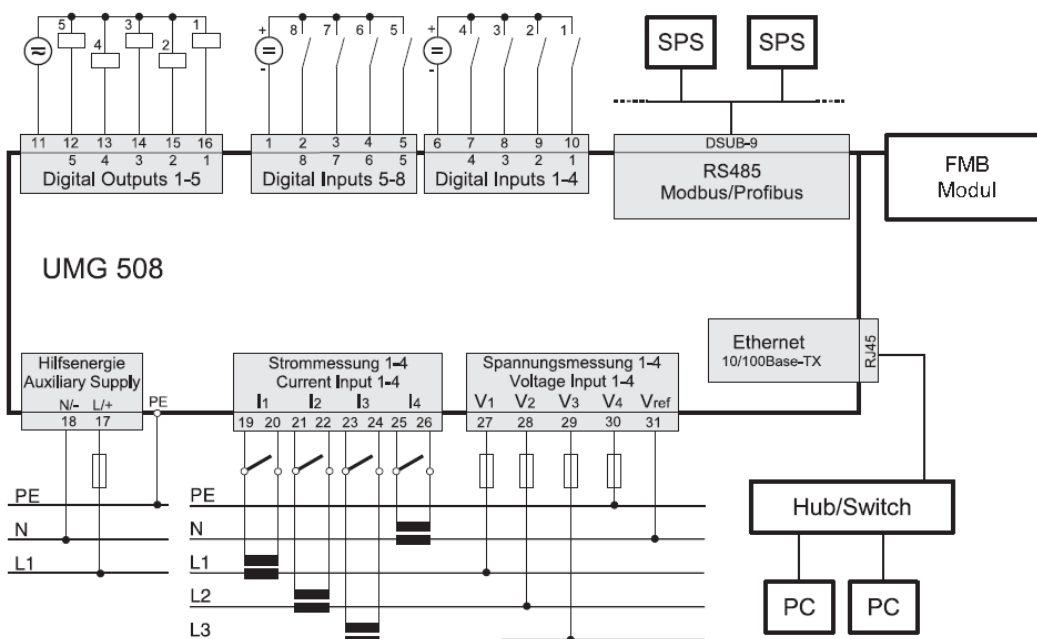 5 3 1
4 2
+ 8 7 6 5
-
+ 4 3 2 1
-
SPS SPS
11 12 13 14 15 16
5 4 3 2 1
Digital Outputs 1-5
1 2 3 4 5
8 7 6 5
Digital Inputs 5-8
6 7 8 9 10
4 3 2 1
Digital Inputs 1-4
DSUB-9
RS485
Modbus/Profibus
FMB
Modul
UMG 508
Ethernet
10/100Base-TX
RJ45
Hilfsenergie
Auxiliary Supply
N/- L/+ PE
18 17
Strommessung 1-4
Current Input 1-4
I1 I2 I3 I4
19 20 21 22 23 24 25 26
Spannungsmessung 1-4
Voltage Input 1-4
V1 V2 V3 V4 Vref
27 28 29 30 31
PE
N
L1
PE
N
L1
L2
L3
Hub/Switch
PC PC